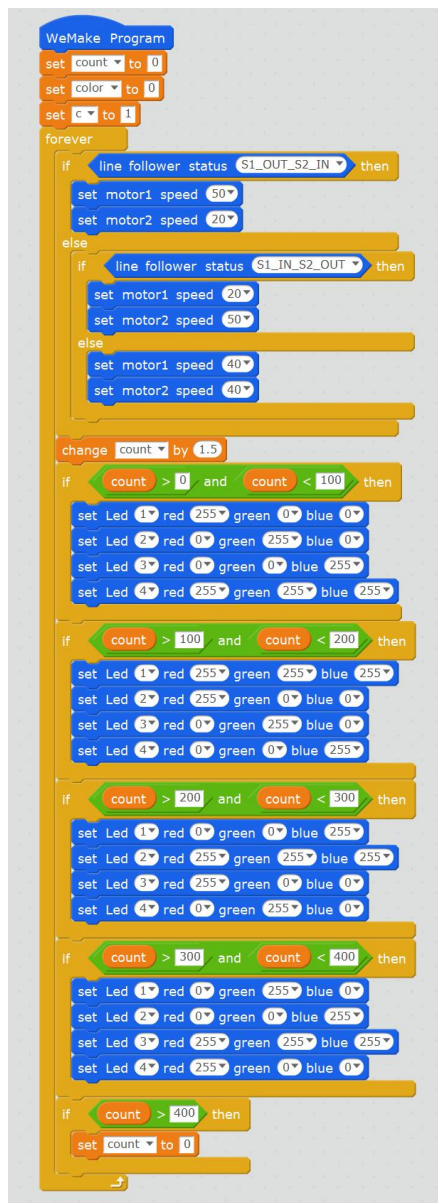 WeMake Program
set count to 0
set color to 0
set c to 1
forever
if line follower status S1_OUT_S2_IN then
set motor1 speed 50
set motor2 speed 20
else
if line follower status S1_IN_S2_OUT then
set motor1 speed 20
set motor2 speed 50
else
set motor1 speed 40
set motor2 speed 40
change count by 1.5
if count > 0 and count < 100 then
set Led 1 red 255 green 0 blue 0
set Led 2 red 0 green 255 blue 0
set Led 3 red 0 green 0 blue 255
set Led 4 red 255 green 255 blue 255
if count > 100 and count < 200 then
set Led 1 red 255 green 255 blue 255
set Led 2 red 255 green 0 blue 0
set Led 3 red 0 green 255 blue 0
set Led 4 red 0 green 0 blue 255
if count > 200 and count < 300 then
set Led 1 red 0 green 0 blue 255
set Led 2 red 255 green 255 blue 255
set Led 3 red 255 green 0 blue 0
set Led 4 red 0 green 255 blue 0
if count > 300 and count < 400 then
set Led 1 red 0 green 255 blue 0
set Led 2 red 0 green 0 blue 255
set Led 3 red 255 green 255 blue 255
set Led 4 red 255 green 0 blue 0
if count > 400 then
set count to 0